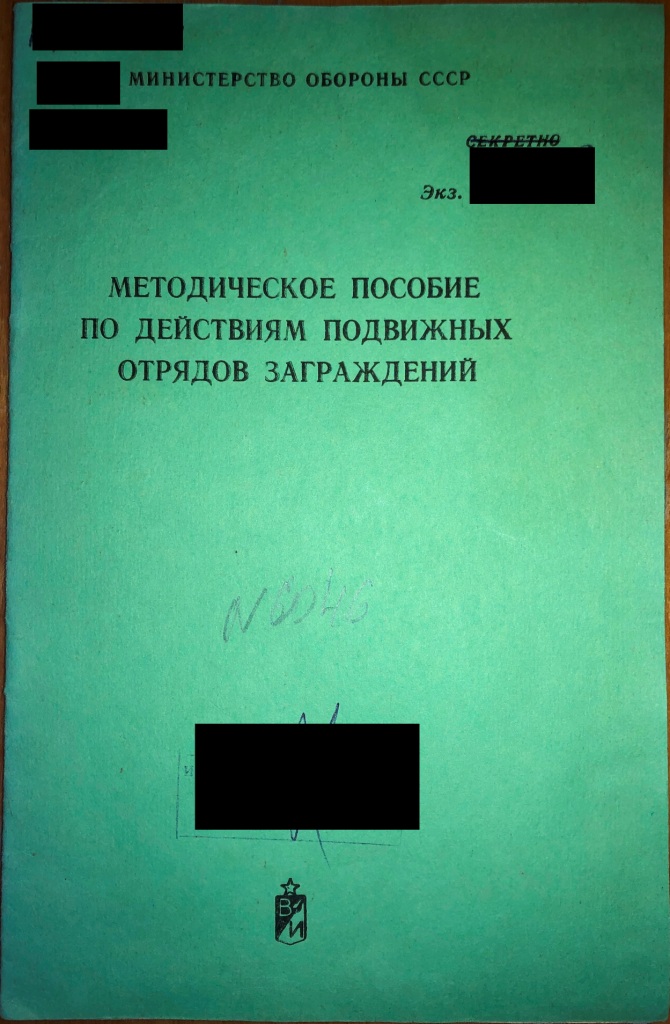 МИНИСТЕРСТВО ОБОРОНЫ СССР
СЕКРЕТНО
Экз.
МЕТОДИЧЕСКОЕ ПОСОБИЕ
ПО ДЕЙСТВИЯМ ПОДВИЖНЫХ
ОТРЯДОВ ЗАГРАЖДЕНИЙ
ВИ